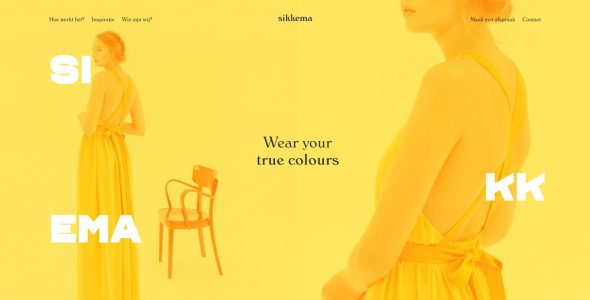 Hoe werkt het? Inspiratie Wie zijn wij? sikkema Maak een afspraak Contact
SI
Wear your
true colours
KK
EMA